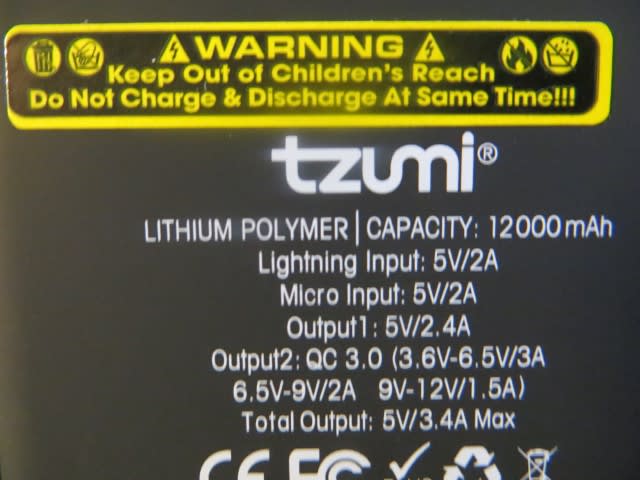 WARNING
Keep Out of Children's Reach
Do Not Charge & Discharge At Same Time!!!
tzumi®
LITHIUM POLYMER | CAPACITY: 12000mAh
Lightning Input: 5V/2A
Micro Input: 5V/2A
Output1: 5V/2.4A
Output2: QC 3.0 (3.6V-6.5V/3A
6.5V-9V/2A 9V-12V/1.5A)
Total Output: 5V/3.4A Max
CE FC